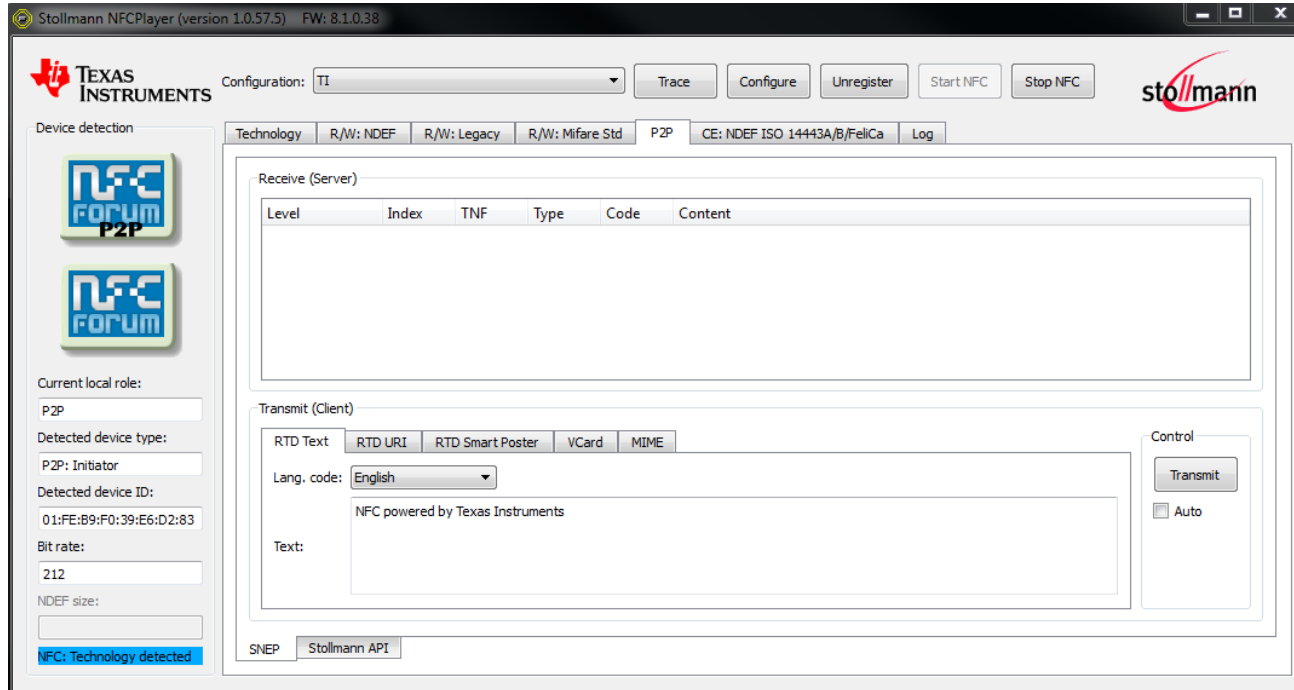 Stollmann NFCPlayer (version 1.0.57.5)   FW: 8.1.0.38
TEXAS INSTRUMENTS
Configuration: TI
Trace
Configure
Unregister
Start NFC
Stop NFC
stollmann
Device detection
NFC FORUM P2P
NFC FORUM
Current local role:
P2P
Detected device type:
P2P: Initiator
Detected device ID:
01:FE:B9:F0:39:E6:D2:83
Bit rate:
212
NDEF size:
NFC: Technology detected
Technology R/W: NDEF R/W: Legacy R/W: Mifare Std P2P CE: NDEF ISO 14443A/B/FeliCa Log
Receive (Server)
Level Index TNF Type Code Content
Transmit (Client)
RTD Text RTD URI RTD Smart Poster VCard MIME
Lang. code: English
Text:
NFC powered by Texas Instruments
Control
Transmit
Auto
SNEP Stollmann API